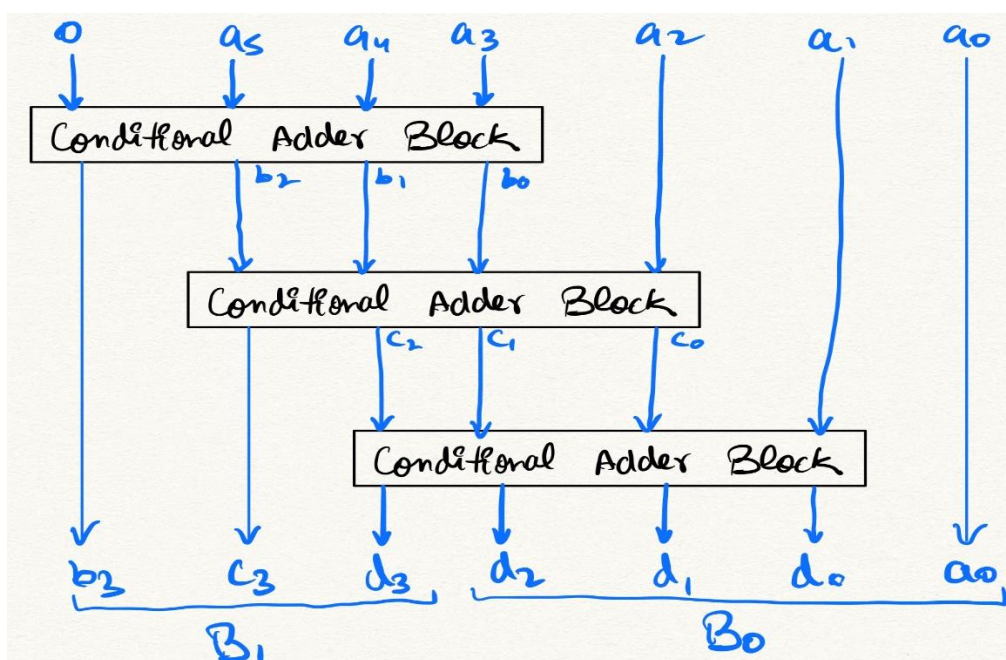 0 a5 a4 a3 a2 a1 a0
Conditional Adder Block
b2 b1 b0
Conditional Adder Block
c2 c1 c0
Conditional Adder Block
b3 c3 d3 d2 d1 d0 a0
B1 B0